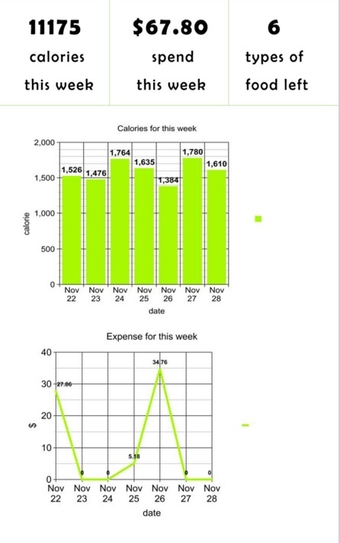 11175 $67.80 6
calories spend types of
this week this week food left
Calories for this week
2,000
1,500
1,000
500
0
calorie
1,526 1,476 1,764 1,635 1,384 1,780 1,610
Nov Nov Nov Nov Nov Nov Nov
22 23 24 25 26 27 28
date
Expense for this week
40
30
20
10
0
$
27.86 0 0 5.18 34.76 0 0
Nov Nov Nov Nov Nov Nov Nov
22 23 24 25 26 27 28
date